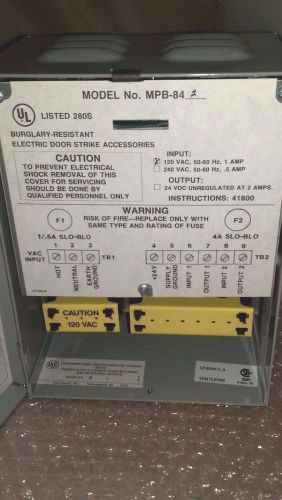 MODEL No. MPB-84 2
UL LISTED 280S
BURGLARY-RESISTANT
ELECTRIC DOOR STRIKE ACCESSORIES
CAUTION
TO PREVENT ELECTRICAL
SHOCK REMOVAL OF THIS
COVER FOR SERVICING
SHOULD BE DONE BY
QUALIFIED PERSONNEL ONLY
INPUT:
120 VAC, 50-60 Hz, 1 AMP
240 VAC, 50-60 Hz, .5 AMP
OUTPUT:
24 VDC UNREGULATED AT 2 AMPS.
INSTRUCTIONS: 41800
WARNING
RISK OF FIRE—REPLACE ONLY WITH
SAME TYPE AND RATING OF FUSE
F1
F2
1/.5A SLO-BLO
4A SLO-BLO
1 2 3
4 5 6 7 8 9
VAC INPUT
TB1
TB2
HOT
NEUTRAL
EARTH GROUND
+24V
SUPPLY GROUND
INPUT 1
OUTPUT 1
INPUT 2
OUTPUT 2
CAUTION
120 VAC
VON DUPRIN